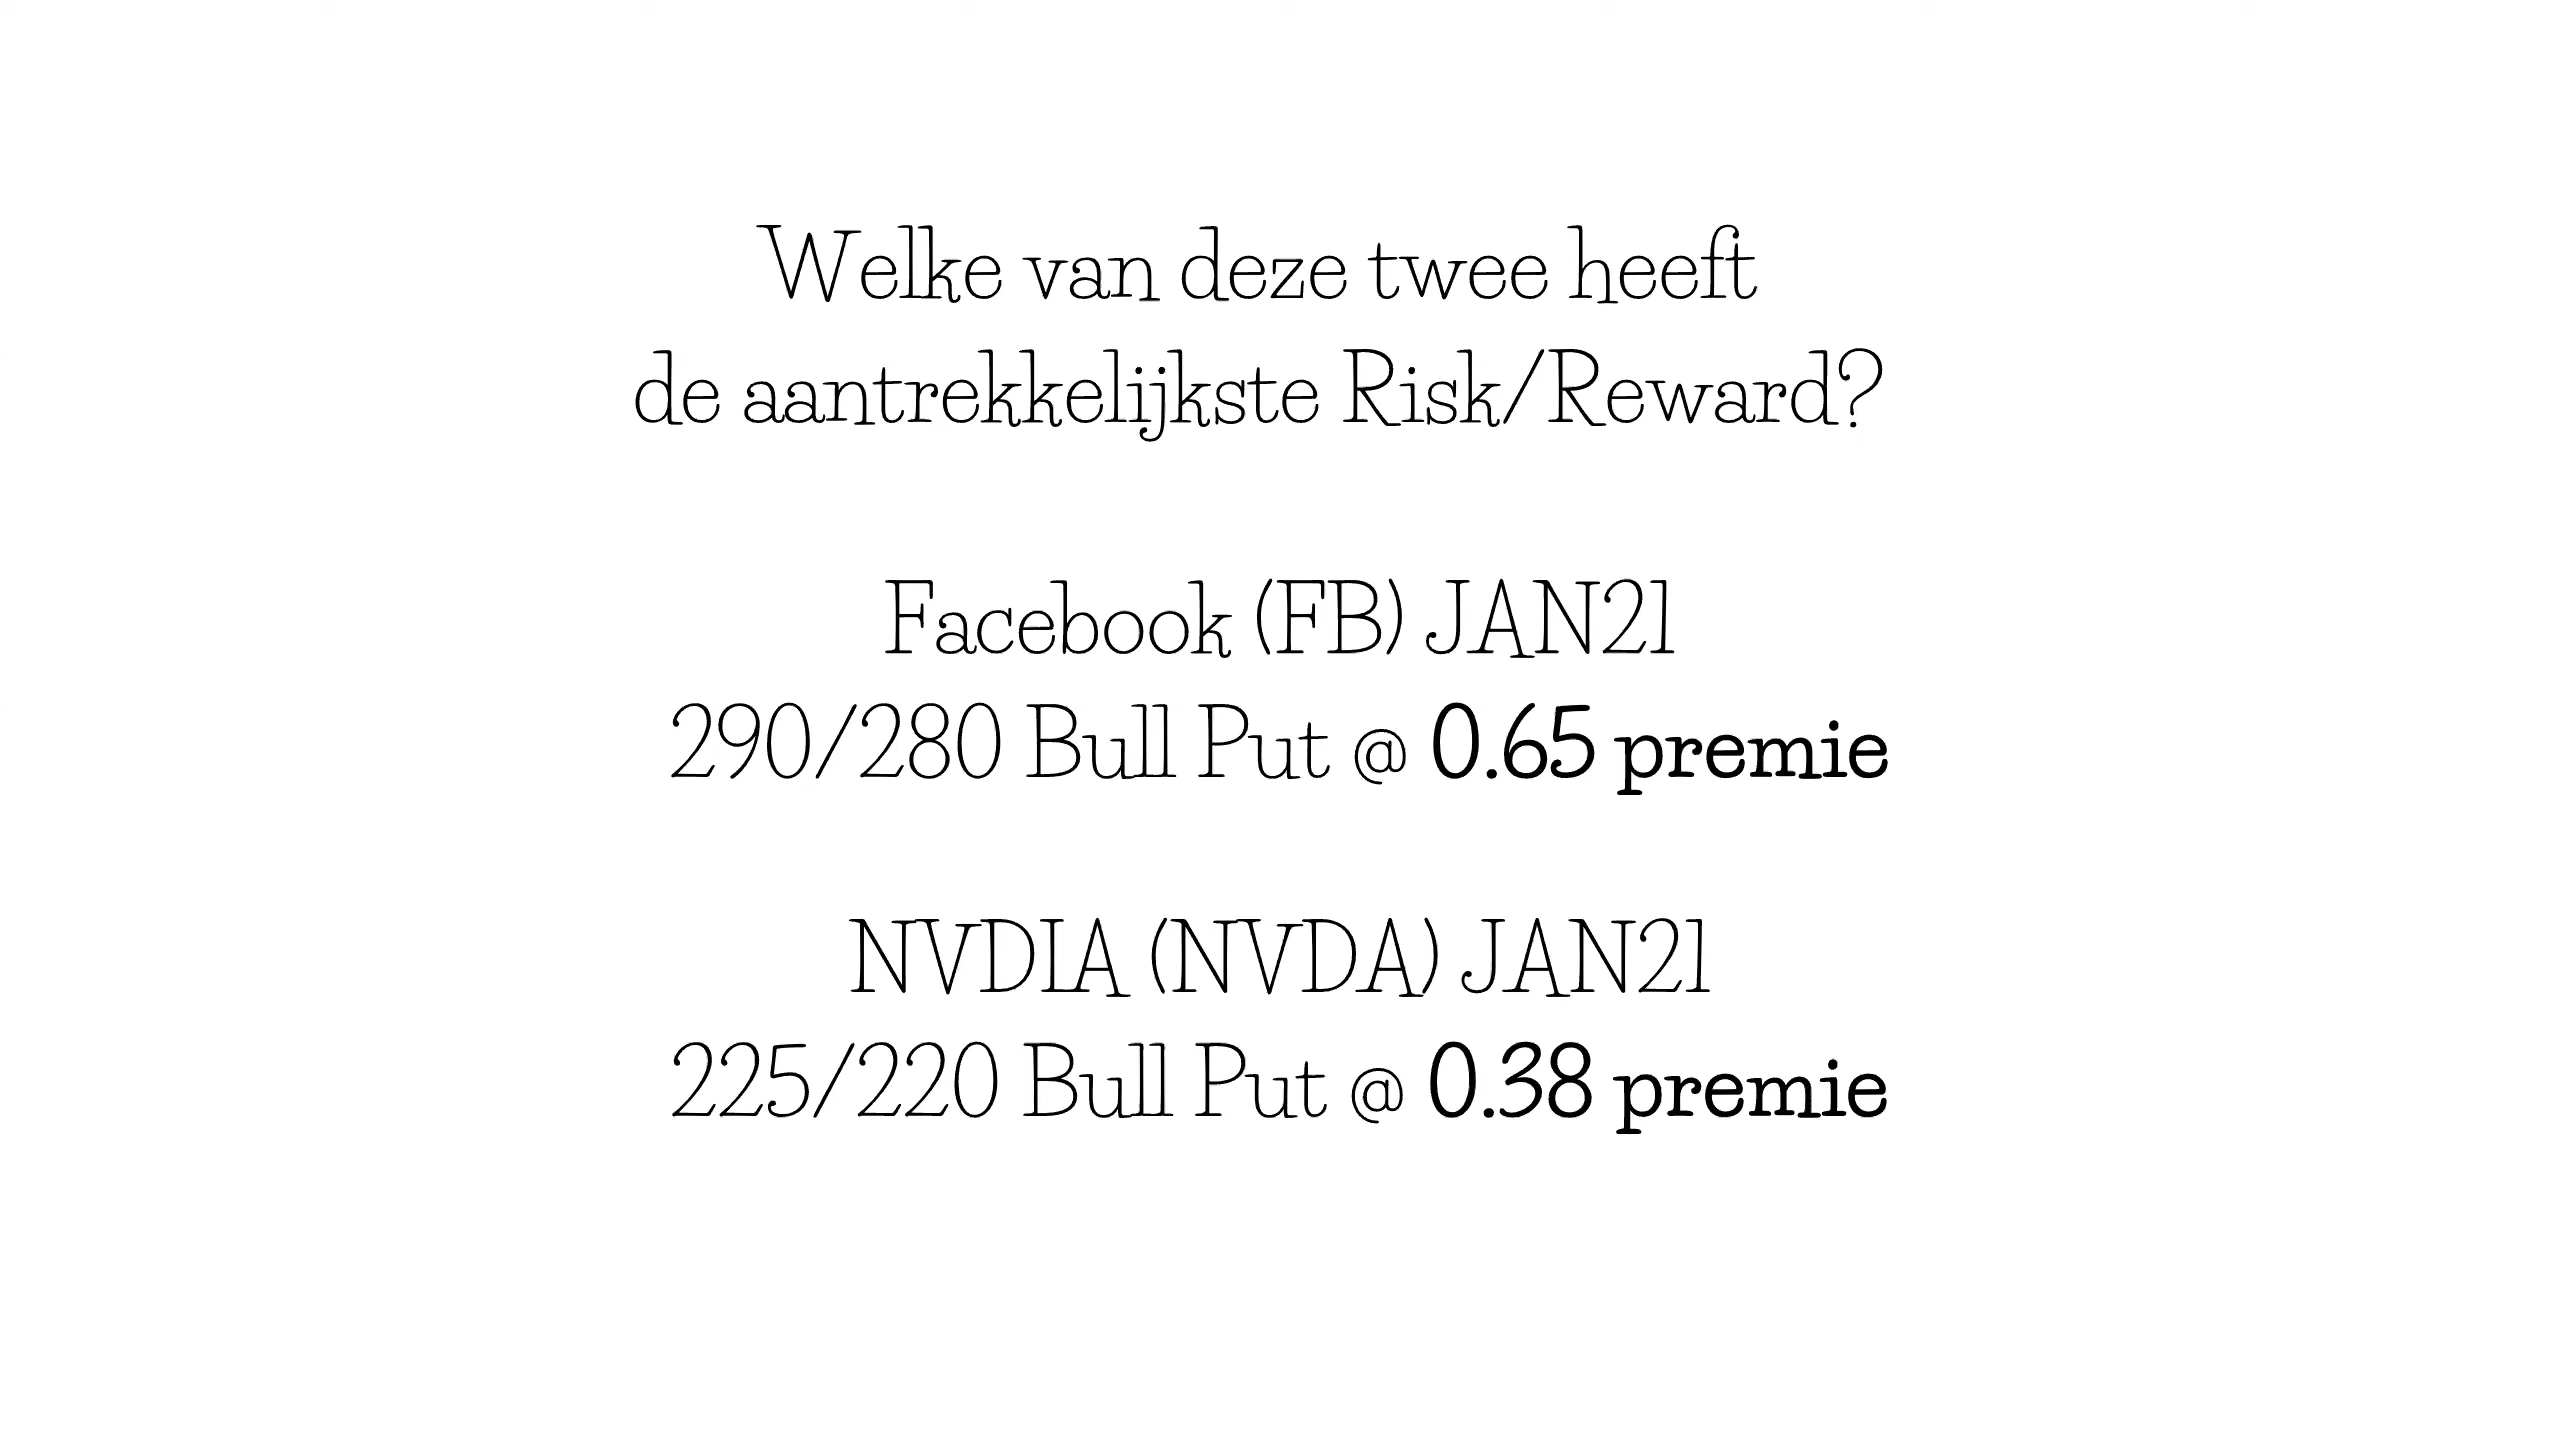 Welke van deze twee heeft
de aantrekkelijkste Risk/Reward?
Facebook (FB) JAN21
290/280 Bull Put @ 0.65 premie
NVDIA (NVDA) JAN21
225/220 Bull Put @ 0.38 premie